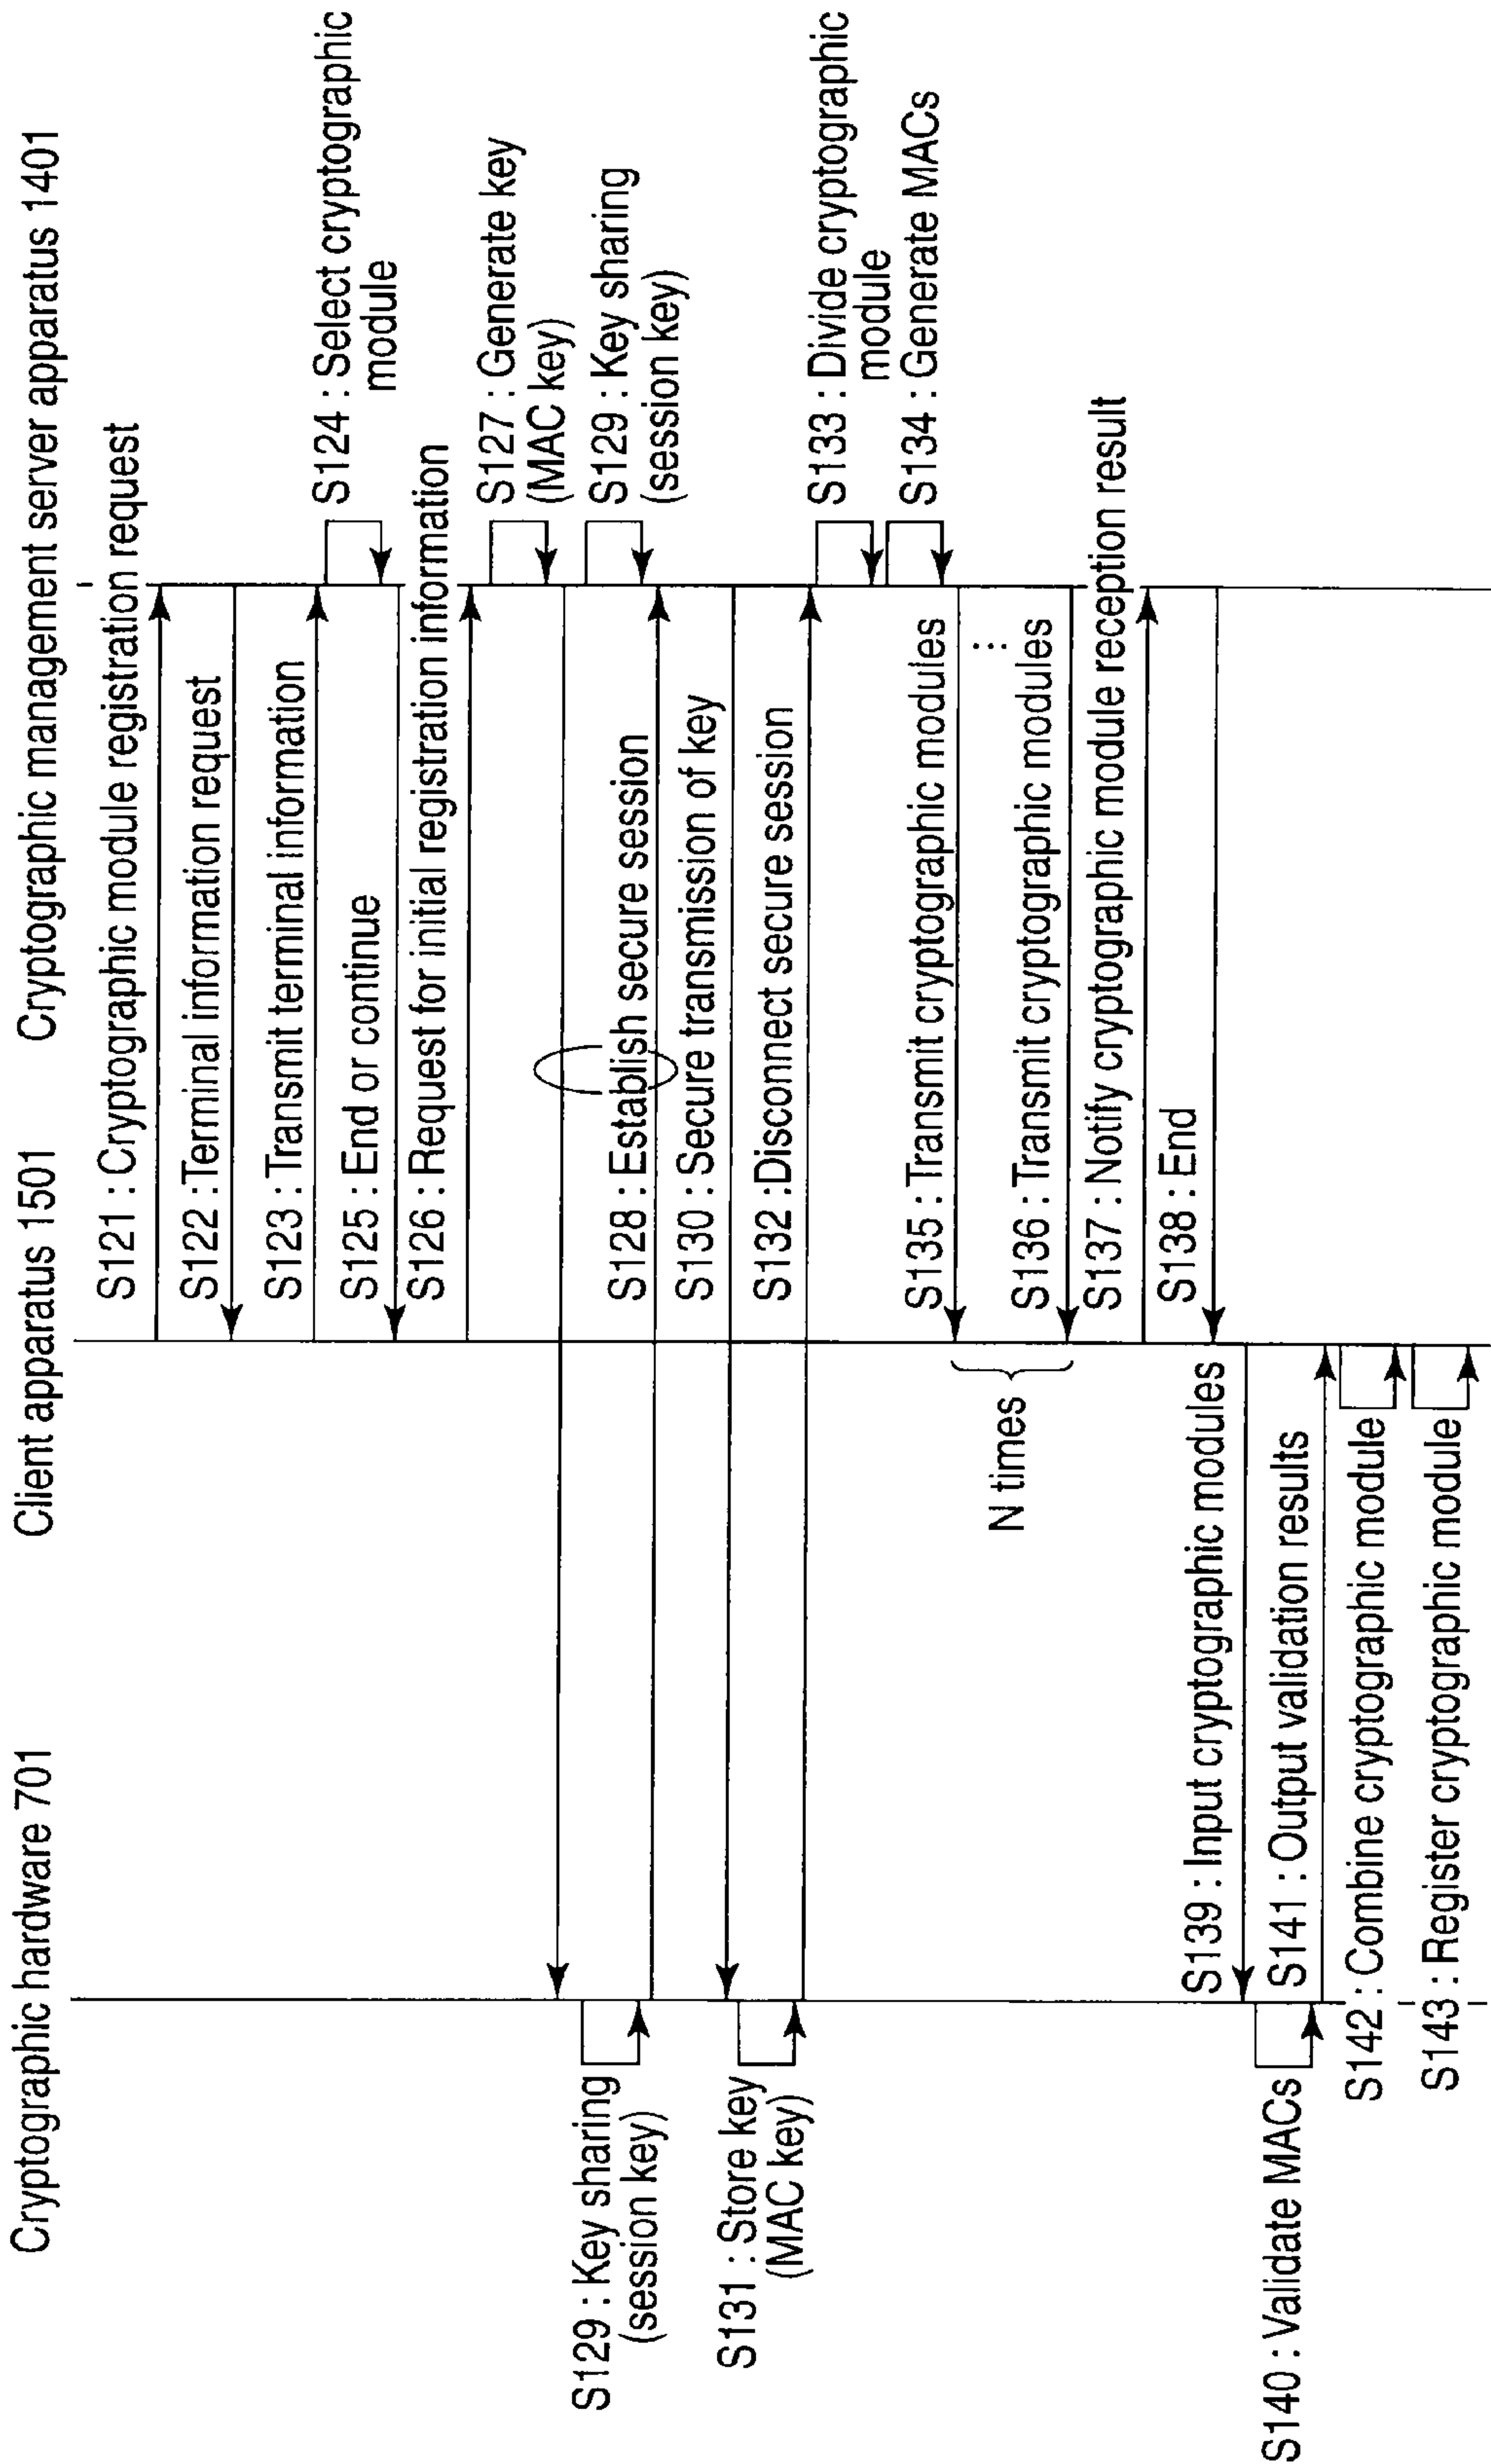 Cryptographic hardware 701
Client apparatus 1501
Cryptographic management server apparatus 1401
S121 : Cryptographic module registration request
S122 :Terminal information request
S123 : Transmit terminal information
S124 : Select cryptographic
module
S125 : End or continue
S126 : Request for initial registration information
S127 : Generate key
(MAC key)
S128 : Establish secure session
S129 : Key sharing
(session key)
S129 : Key sharing
(session key)
S130 : Secure transmission of key
S131 : Store key
(MAC key)
S132 :Disconnect secure session
S133 : Divide cryptographic
module
S134 : Generate MACs
S135 : Transmit cryptographic modules
...
N times
S136 : Transmit cryptographic modules
S137 : Notify cryptographic module reception result
S138 : End
S139 : Input cryptographic modules
S140 : Validate MACs
S141 : Output validation results
S142 : Combine cryptographic module
S143 : Register cryptographic module